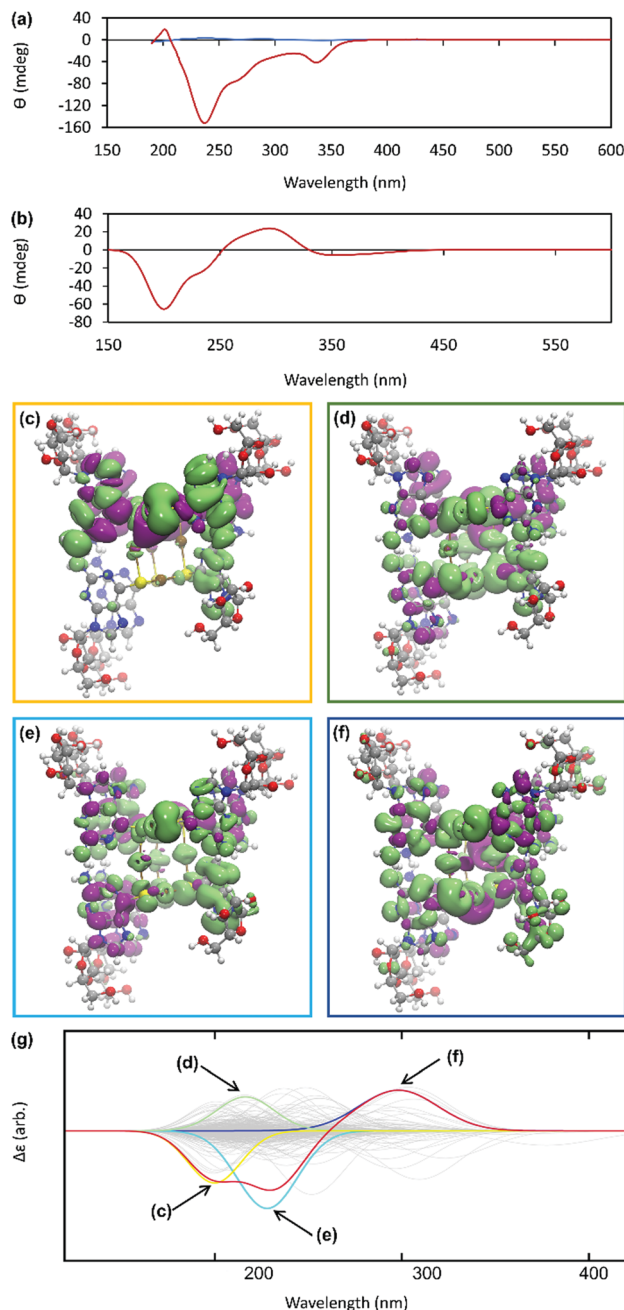 (a)
40
0
-40
-80
-120
-160
Θ (mdeg)
150 200 250 300 350 400 450 500 550 600
Wavelength (nm)
(b)
40
20
0
-20
-40
-60
-80
Θ (mdeg)
150 250 350 450 550
Wavelength (nm)
(c) (d)
(e) (f)
(g)
(d) (f)
Δε (arb.)
(c) (e)
200 300 400
Wavelength (nm)